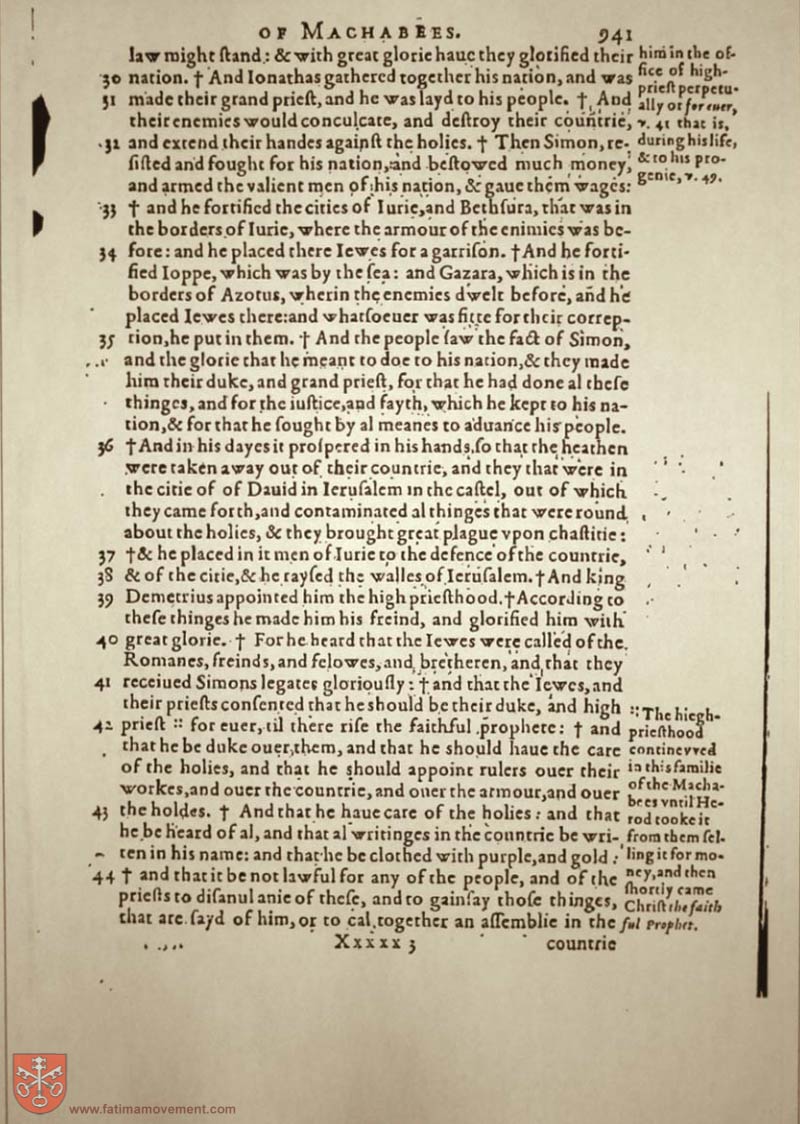 OF MACHABEES. 941
law might ſtand: & with great glorie haue they glorified their
30 nation. † And Ionathas gathered together his nation, and was
31 made their grand prieſt, and he was layd to his people. † And
their enemies would conculcate, and deſtroy their countrie,
32 and extend their handes againſt the holies. † Then Simon, re-
ſiſted and fought for his nation, and beſtowed much money,
and armed the valient men of his nation, & gaue them wages:
33 † and he fortified the cities of Iurie, and Bethſura, that was in
the borders of Iurie, where the armour of the enimies was be-
34 fore: and he placed there Iewes for a garriſon. † And he forti-
fied Ioppe, which was by the ſea: and Gazara, which is in the
borders of Azotus, wherin the enemies dwelt before, and he
placed Iewes there: and whatſoeuer was fitte for their correp-
35 tion, he put in them. † And the people ſaw the fact of Simon,
and the glorie that he meant to doe to his nation, & they made
him their duke, and grand prieſt, for that he had done al theſe
thinges, and for the iuſtice, and fayth, which he kept to his na-
tion, & for that he ſought by al meanes to aduance his people.
36 † And in his dayes it proſpered in his hands, ſo that the heathen
were taken away out of their countrie, and they that were in
the citie of of Dauid in Ieruſalem in the caſtel, out of which
they came forth, and contaminated al thinges that were round
about the holies, & they brought great plague vpon chaſtitie:
37 † & he placed in it men of Iurie to the defence of the countrie,
38 & of the citie, & he rayſed the walles of Ieruſalem. † And king
39 Demetrius appointed him the high prieſthood. † According to
theſe thinges he made him his freind, and glorified him with
40 great glorie. † For he heard that the Iewes were called of the
Romanes, freinds, and felowes, and bretheren, and that they
41 receiued Simons legates gloriouſly: † and that the Iewes, and
their prieſts conſented that he should be their duke, and high
42 prieſt :: for euer, til there riſe the faithful prophete: † and
that he be duke ouer them, and that he should haue the care
of the holies, and that he should appoint rulers ouer their
workes, and ouer the countrie, and ouer the armour, and ouer
43 the holdes. † And that he haue care of the holies: and that
he be heard of al, and that al writinges in the countrie be wri-
ten in his name: and that he be clothed with purple, and gold:
44 † and that it be not lawful for any of the people, and of the
prieſts to diſanul anie of theſe, and to gainſay thoſe thinges,
that are ſayd of him, or to cal together an aſſemblie in the
Xxxxx 3 countrie
him in the of-
fice of high-
prieſt perpetu-
ally or for euer,
v. 41 that is,
during his life,
& to his pro-
genie, v. 49.
:: The hiegh-
prieſthood
continewed
in this familie
of the Macha-
bees vntil He-
rod tooke it
from them ſel-
ling it for mo-
ney, and then
ſhortly came
Chriſt the faith
ful Prophet.
www.fatimamovement.com